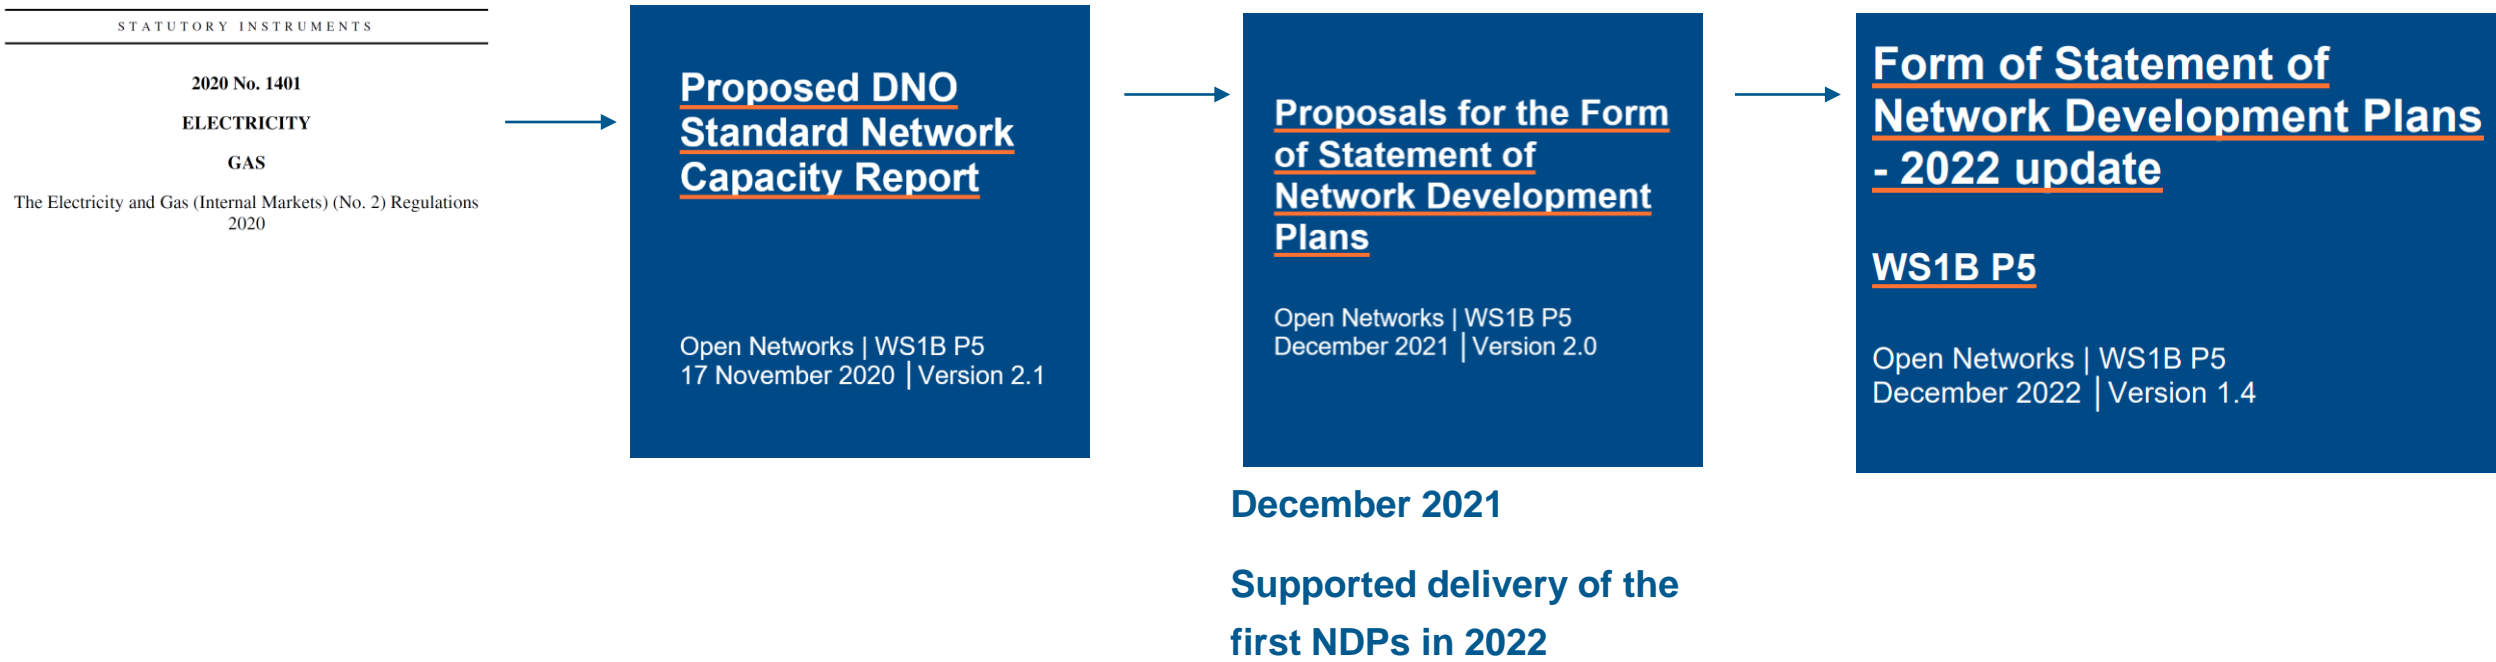 STATUTORY INSTRUMENTS
2020 No. 1401
ELECTRICITY
GAS
The Electricity and Gas (Internal Markets) (No. 2) Regulations
2020
Proposed DNO
Standard Network
Capacity Report
Open Networks | WS1B P5
17 November 2020 | Version 2.1
Proposals for the Form
of Statement of
Network Development
Plans
Open Networks | WS1B P5
December 2021 | Version 2.0
December 2021
Supported delivery of the
first NDPs in 2022
Form of Statement of
Network Development Plans
- 2022 update
WS1B P5
Open Networks | WS1B P5
December 2022 | Version 1.4